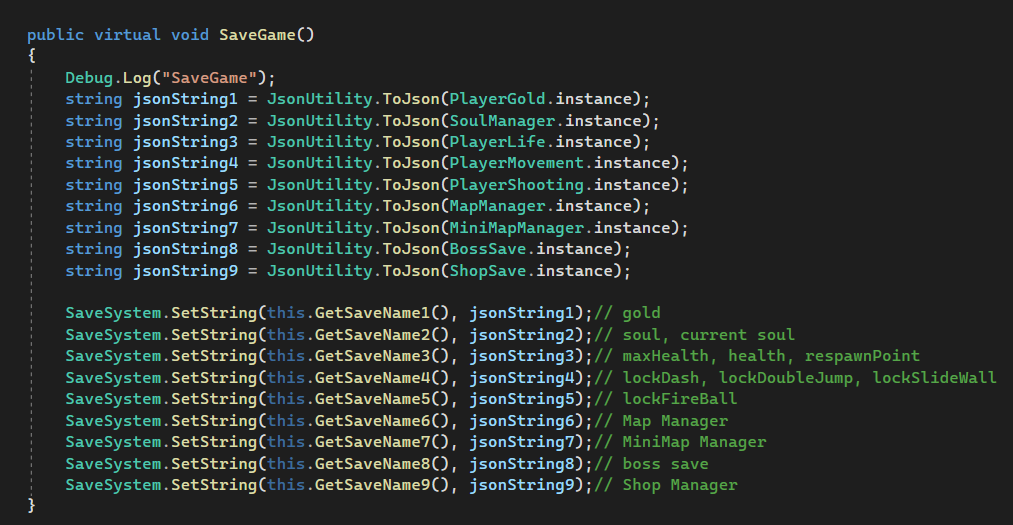 public virtual void SaveGame()
{
    Debug.Log("SaveGame");
    string jsonString1 = JsonUtility.ToJson(PlayerGold.instance);
    string jsonString2 = JsonUtility.ToJson(SoulManager.instance);
    string jsonString3 = JsonUtility.ToJson(PlayerLife.instance);
    string jsonString4 = JsonUtility.ToJson(PlayerMovement.instance);
    string jsonString5 = JsonUtility.ToJson(PlayerShooting.instance);
    string jsonString6 = JsonUtility.ToJson(MapManager.instance);
    string jsonString7 = JsonUtility.ToJson(MiniMapManager.instance);
    string jsonString8 = JsonUtility.ToJson(BossSave.instance);
    string jsonString9 = JsonUtility.ToJson(ShopSave.instance);

    SaveSystem.SetString(this.GetSaveName1(), jsonString1);// gold
    SaveSystem.SetString(this.GetSaveName2(), jsonString2);// soul, current soul
    SaveSystem.SetString(this.GetSaveName3(), jsonString3);// maxHealth, health, respawnPoint
    SaveSystem.SetString(this.GetSaveName4(), jsonString4);// lockDash, lockDoubleJump, lockSlideWall
    SaveSystem.SetString(this.GetSaveName5(), jsonString5);// lockFireBall
    SaveSystem.SetString(this.GetSaveName6(), jsonString6);// Map Manager
    SaveSystem.SetString(this.GetSaveName7(), jsonString7);// MiniMap Manager
    SaveSystem.SetString(this.GetSaveName8(), jsonString8);// boss save
    SaveSystem.SetString(this.GetSaveName9(), jsonString9);// Shop Manager
}